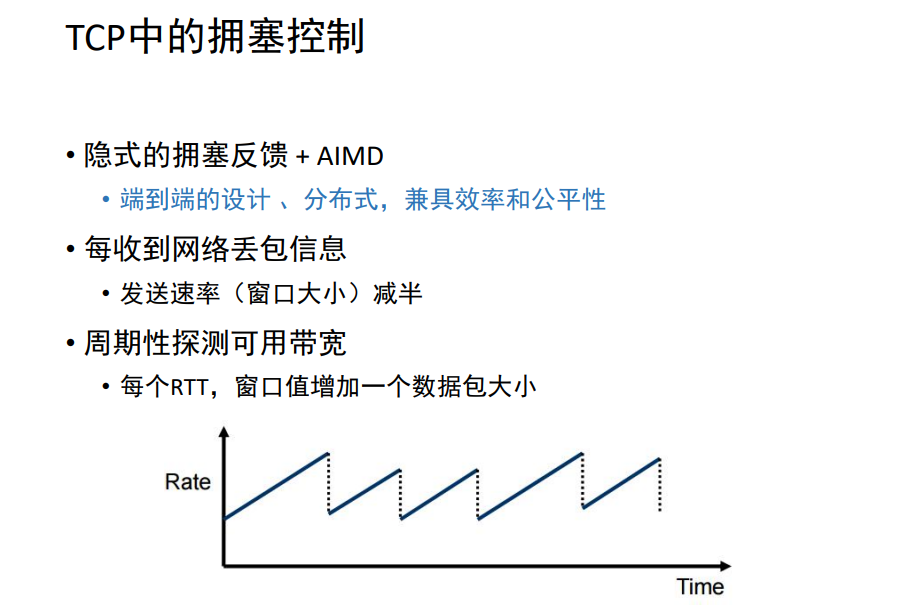 TCP中的拥塞控制
• 隐式的拥塞反馈 + AIMD
• 端到端的设计 、分布式，兼具效率和公平性
• 每收到网络丢包信息
• 发送速率（窗口大小）减半
• 周期性探测可用带宽
• 每个RTT，窗口值增加一个数据包大小
Rate
Time